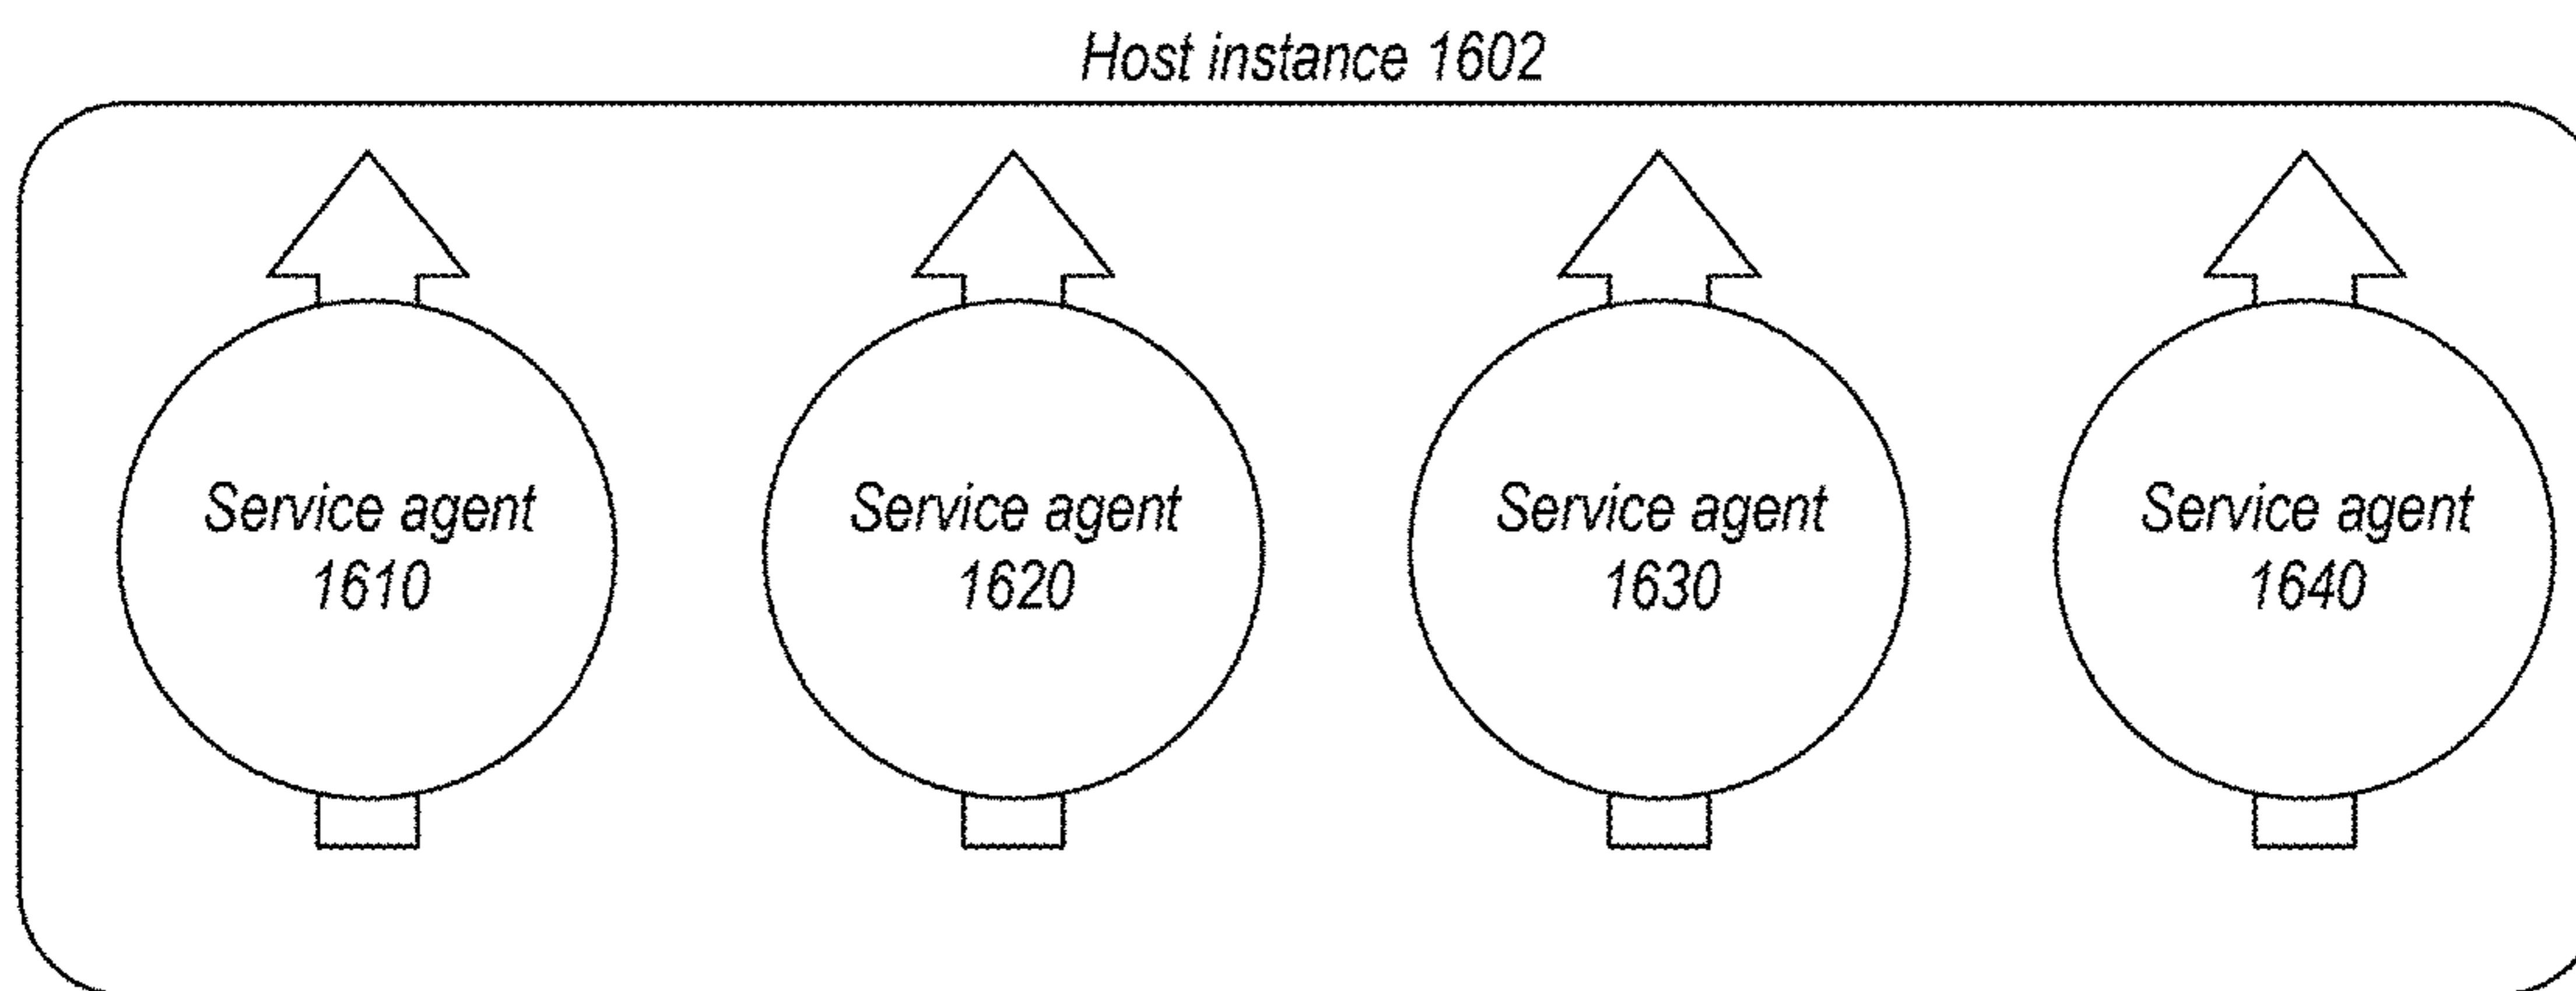 Host instance 1602
Service agent
1610
Service agent
1620
Service agent
1630
Service agent
1640